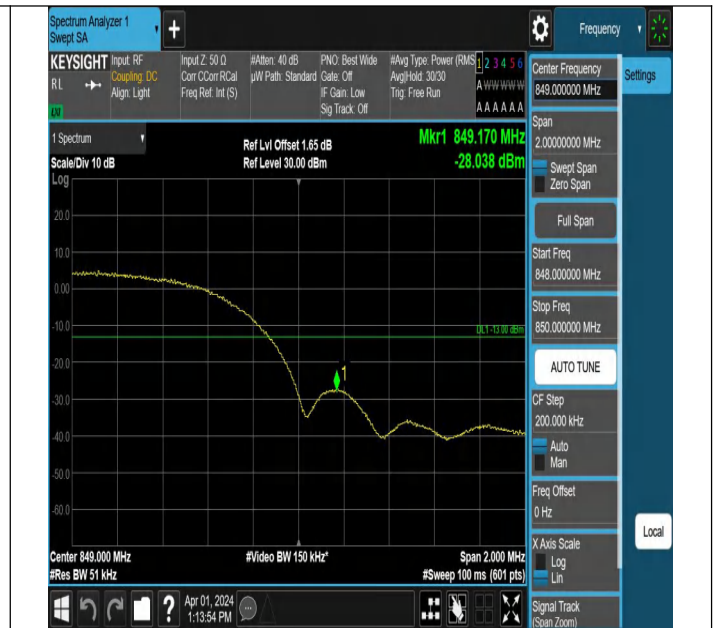 Spectrum Analyzer 1
Swept SA
+
Frequency
KEYSIGHT
RL
LXI
Input: RF
Coupling: DC
Align: Light
Input Z: 50 Ω
Corr CCorr RCal
Freq Ref: Int (S)
#Atten: 40 dB
µW Path: Standard
PNO: Best Wide
Gate: Off
IF Gain: Low
Sig Track: Off
#Avg Type: Power (RMS
Avg|Hold: 30/30
Trig: Free Run
1 2 3 4 5 6
A W W W W W
A A A A A A
Center Frequency
849.000000 MHz
Settings
Span
2.00000000 MHz
Swept Span
Zero Span
Full Span
Start Freq
848.000000 MHz
Stop Freq
850.000000 MHz
AUTO TUNE
CF Step
200.000 kHz
Auto
Man
Freq Offset
0 Hz
X Axis Scale
Log
Lin
Signal Track
(Span Zoom)
Local
1 Spectrum
Scale/Div 10 dB
Log
Ref Lvl Offset 1.65 dB
Ref Level 30.00 dBm
Mkr1 849.170 MHz
-28.038 dBm
20.0
10.0
0.00
-10.0
-20.0
-30.0
-40.0
-50.0
-60.0
DL1 -13.00 dBm
1
Center 849.000 MHz
#Res BW 51 kHz
#Video BW 150 kHz*
Span 2.000 MHz
#Sweep 100 ms (601 pts)
?
Apr 01, 2024
1:13:54 PM